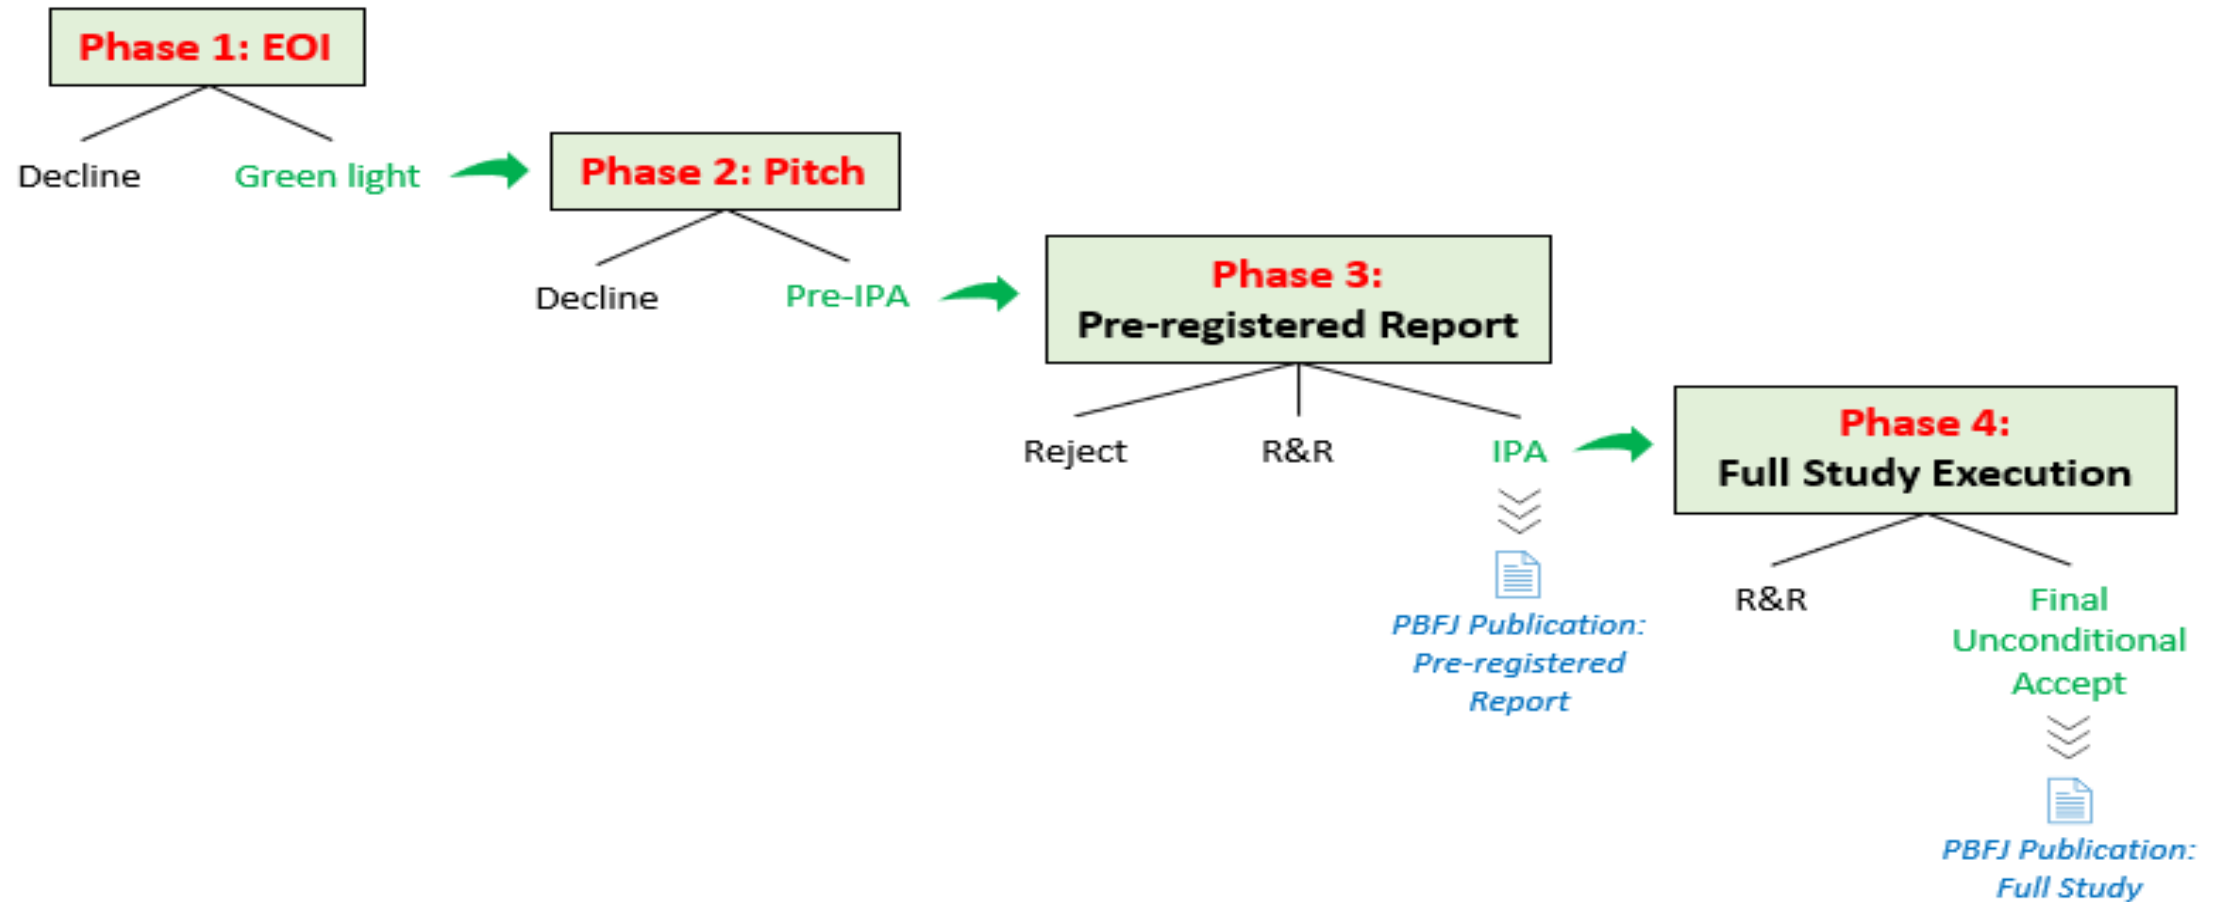 Phase 1: EOI
Decline
Green light
Phase 2: Pitch
Decline
Pre-IPA
Phase 3:
Pre-registered Report
Reject
R&R
IPA
Phase 4:
Full Study Execution
PBFJ Publication:
Pre-registered
Report
R&R
Final
Unconditional
Accept
PBFJ Publication:
Full Study